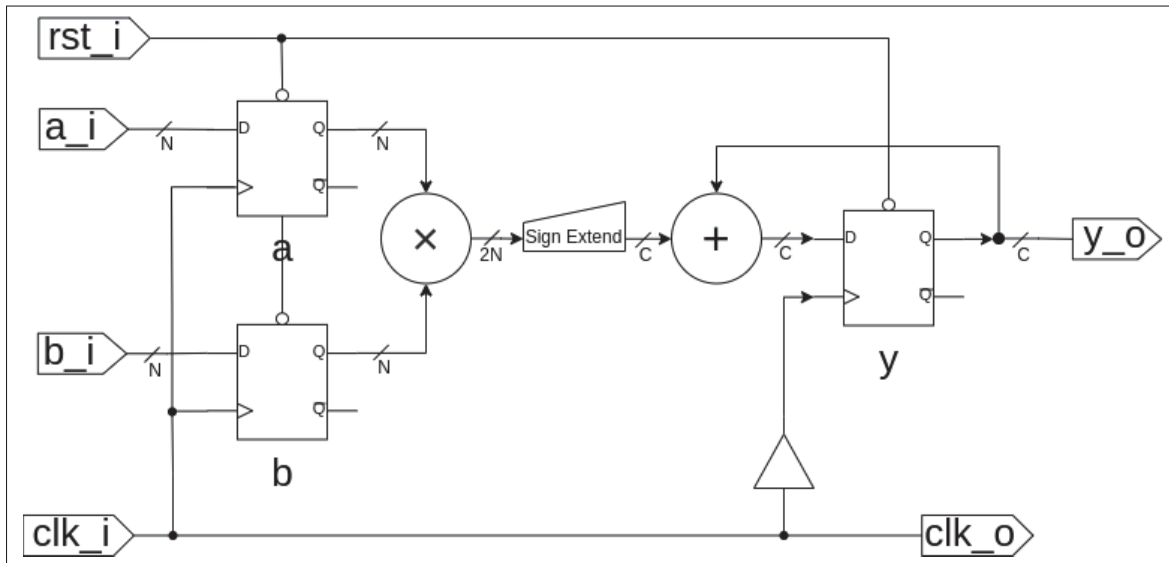 rst_i
a_i
N
D
Q
N
Q
a
×
2N
Sign Extend
C
+
C
D
Q
Q
C
y_o
y
b_i
N
D
Q
N
Q
b
clk_i
clk_o